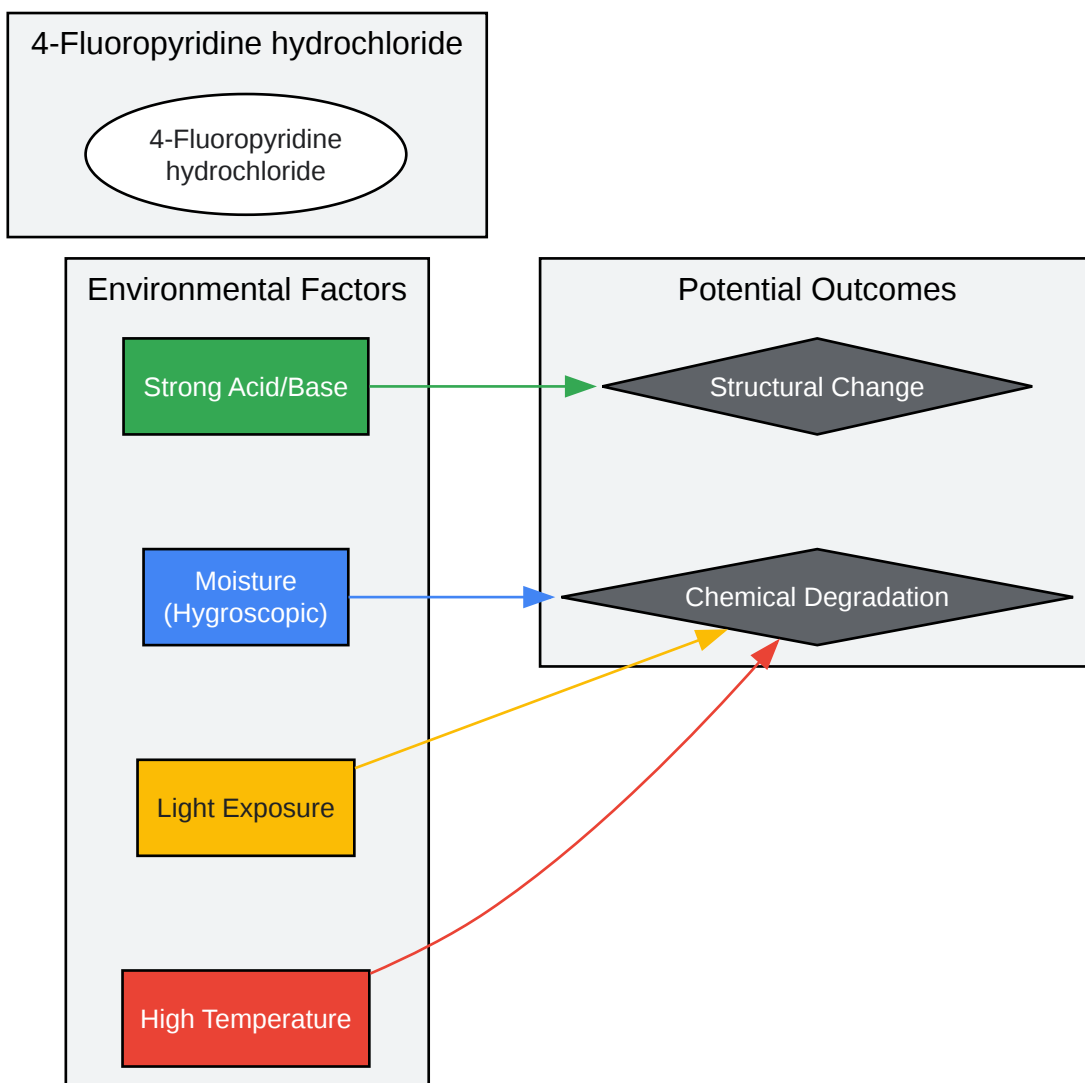 4-Fluoropyridine hydrochloride
4-Fluoropyridine
hydrochloride
Environmental Factors
Potential Outcomes
Strong Acid/Base
Structural Change
Moisture
(Hygroscopic)
Chemical Degradation
Light Exposure
High Temperature